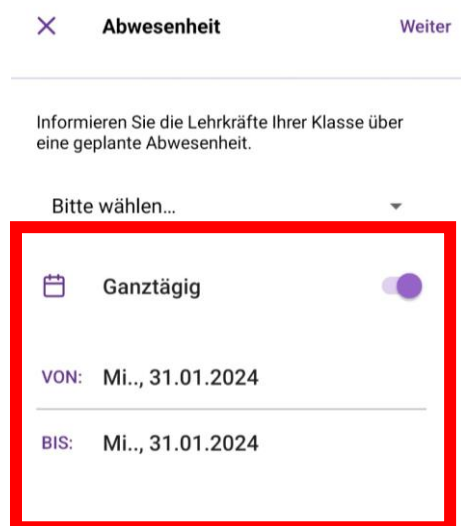 Abwesenheit Weiter
Informieren Sie die Lehrkräfte Ihrer Klasse über
eine geplante Abwesenheit.
Bitte wählen...
Ganztägig
VON: Mi.., 31.01.2024
BIS: Mi.., 31.01.2024